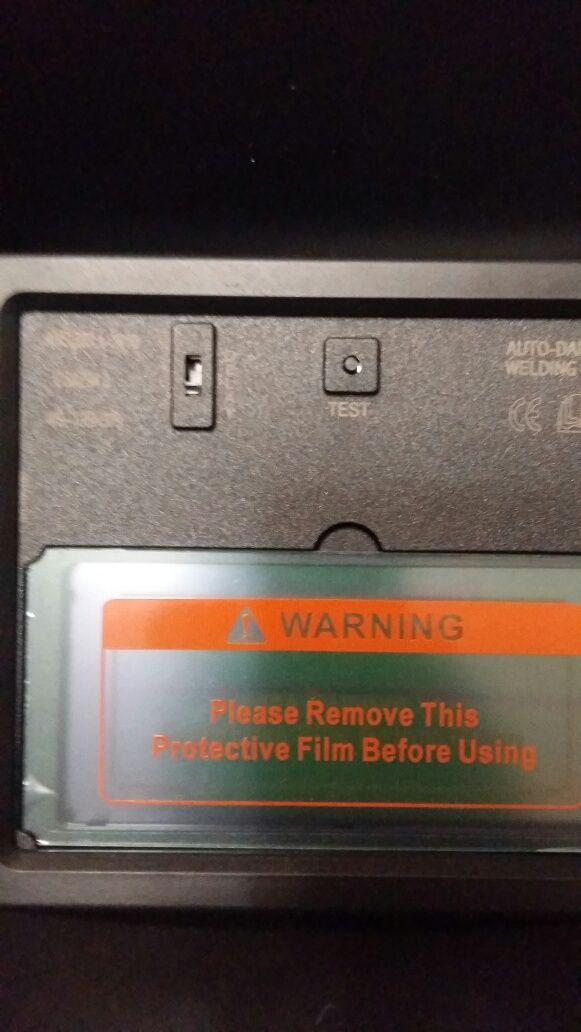 TEST
AUTO-DA
WELDING
CE
WARNING
Please Remove This
Protective Film Before Using